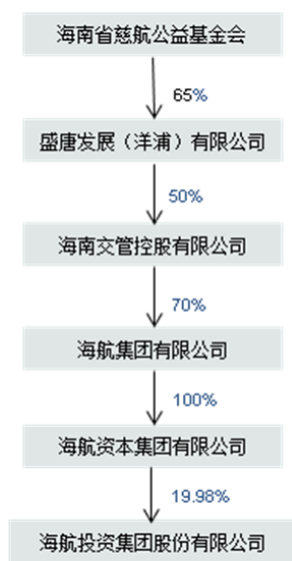 海南省慈航公益基金会
65%
盛唐发展（洋浦）有限公司
50%
海南交管控股有限公司
70%
海航集团有限公司
100%
海航资本集团有限公司
19.98%
海航投资集团股份有限公司